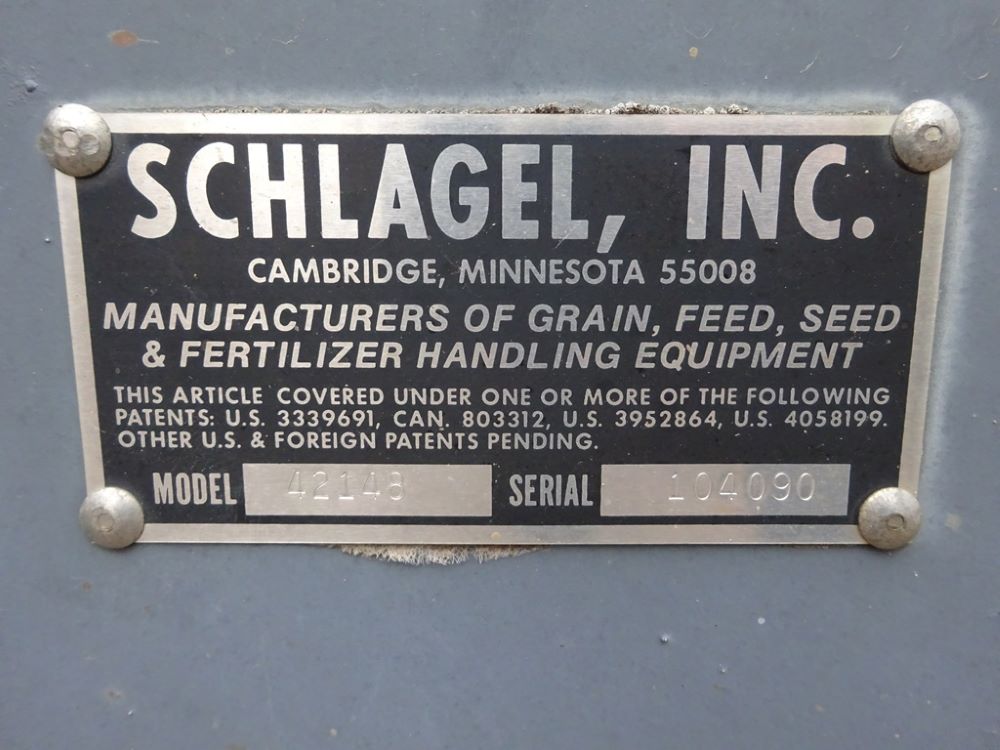 SCHLAGEL, INC.
CAMBRIDGE, MINNESOTA 55008
MANUFACTURERS OF GRAIN, FEED, SEED
& FERTILIZER HANDLING EQUIPMENT
THIS ARTICLE COVERED UNDER ONE OR MORE OF THE FOLLOWING
PATENTS: U.S. 3339691, CAN. 803312, U.S. 3952864, U.S. 4058199.
OTHER U.S. & FOREIGN PATENTS PENDING.
MODEL 42148 SERIAL 104090